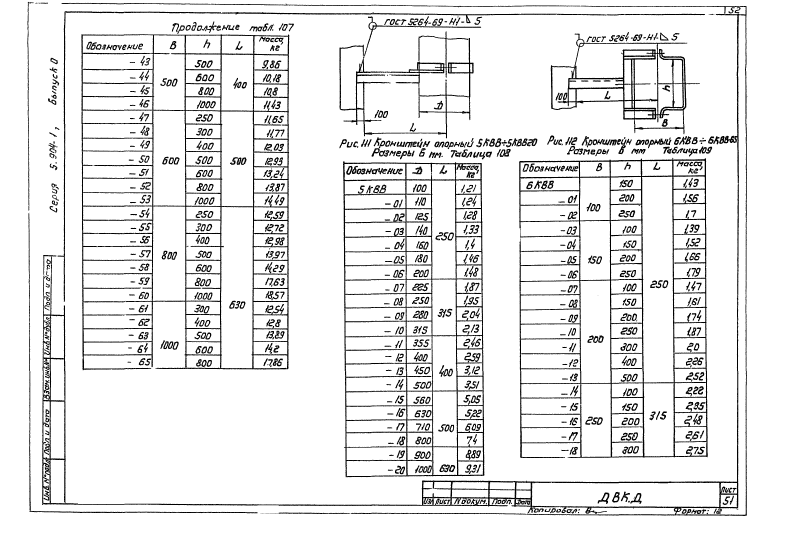 52
Серия 5.904-1, выпуск 0
Продолжение табл. 107
Обозначение B h L Масса, кг
-43 500 500 400 9,86
-44 600 10,18
-45 800 10,8
-46 1000 11,43
-47 600 250 500 11,65
-48 300 11,77
-49 400 12,03
-50 500 12,93
-51 600 13,24
-52 800 13,87
-53 1000 14,49
-54 800 250 630 12,59
-55 300 12,72
-56 400 12,98
-57 500 13,97
-58 600 14,29
-59 800 17,63
-60 1000 18,57
-61 1000 300 12,54
-62 400 12,8
-63 500 13,89
-64 600 14,2
-65 800 17,86
ГОСТ 5264-69-Н1-⊿5
100
L
D
Рис. 111 Кронштейн опорный 5КВВ÷5КВВ20
Размеры в мм. Таблица 108
Обозначение D L Масса, кг
5КВВ 100 250 1,21
-01 110 1,24
-02 125 1,28
-03 140 1,33
-04 160 1,4
-05 180 1,46
-06 200 1,48
-07 225 315 1,87
-08 250 1,95
-09 280 2,04
-10 315 2,13
-11 355 400 2,46
-12 400 2,59
-13 450 3,12
-14 500 3,51
-15 560 500 5,05
-16 630 5,22
-17 710 6,09
-18 800 7,4
-19 900 8,89
-20 1000 630 9,31
ГОСТ 5264-69-Н1-⊿5
100
L
h
B
Рис. 112 Кронштейн опорный 6КВВ÷6КВВ-65
Размеры в мм Таблица 109
Обозначение B h L Масса, кг
6КВВ 100 150 250 1,43
-01 200 1,56
-02 250 1,7
-03 150 100 1,39
-04 150 1,52
-05 200 1,66
-06 250 1,79
-07 200 100 1,47
-08 150 1,61
-09 200 1,74
-10 250 1,87
-11 300 2,0
-12 400 2,26
-13 500 2,52
-14 250 100 315 2,22
-15 150 2,35
-16 200 2,48
-17 250 2,61
-18 300 2,75
Инв. № подл. Подп. и дата Взам. инв. № Инв. № дубл. Подп. и дата
Изм Лист № докум. Подп. Дата
ДВК.Д
Лист
51
Копировал:
Формат: 12